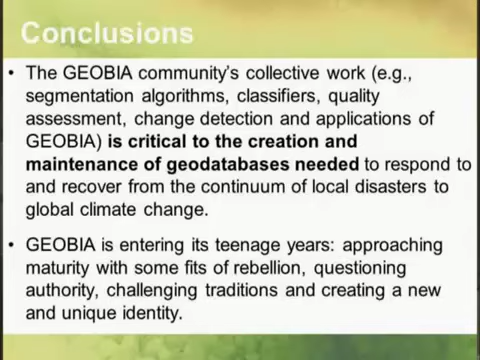 Conclusions
• The GEOBIA community's collective work (e.g.,
segmentation algorithms, classifiers, quality
assessment, change detection and applications of
GEOBIA) is critical to the creation and
maintenance of geodatabases needed to respond to
and recover from the continuum of local disasters to
global climate change.
• GEOBIA is entering its teenage years: approaching
maturity with some fits of rebellion, questioning
authority, challenging traditions and creating a new
and unique identity.